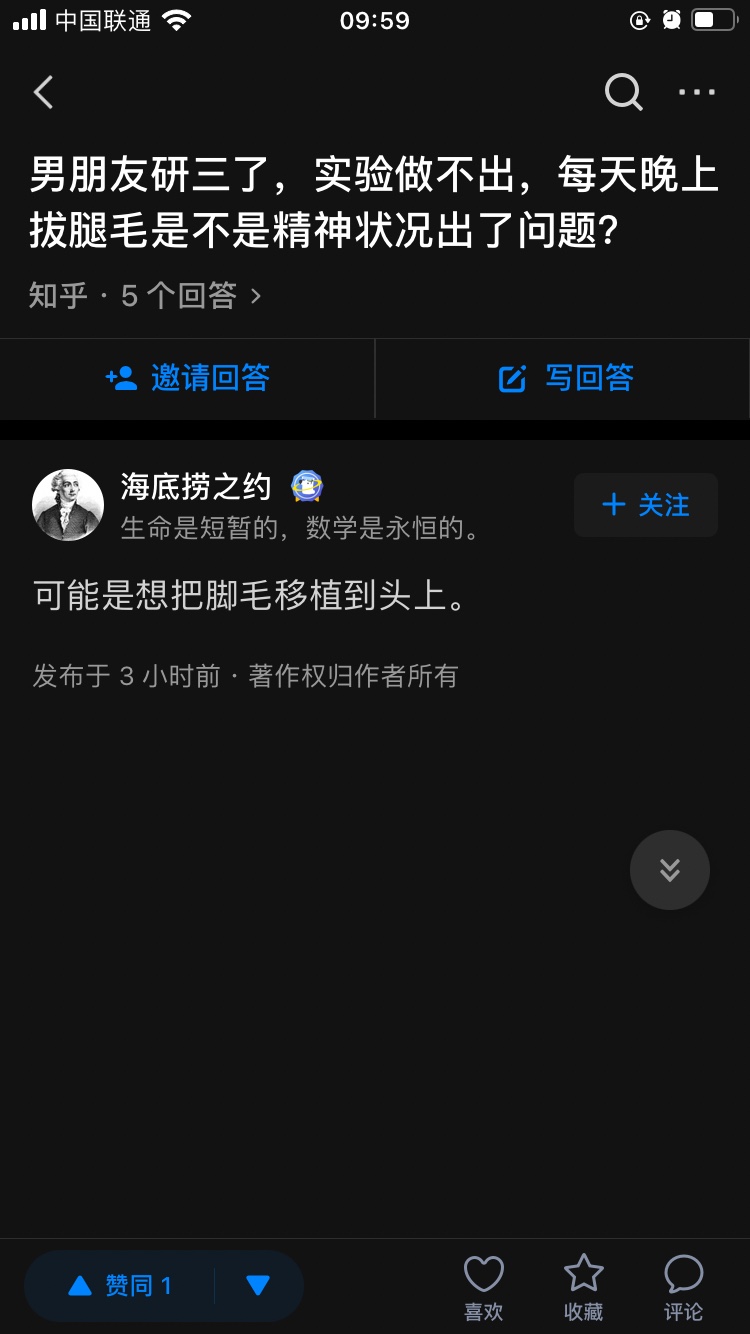 中国联通
09:59
男朋友研三了，实验做不出，每天晚上
拔腿毛是不是精神状况出了问题？
知乎 · 5 个回答 >
邀请回答
写回答
海底捞之约
生命是短暂的，数学是永恒的。
+ 关注
可能是想把脚毛移植到头上。
发布于 3 小时前 · 著作权归作者所有
赞同 1
喜欢
收藏
评论